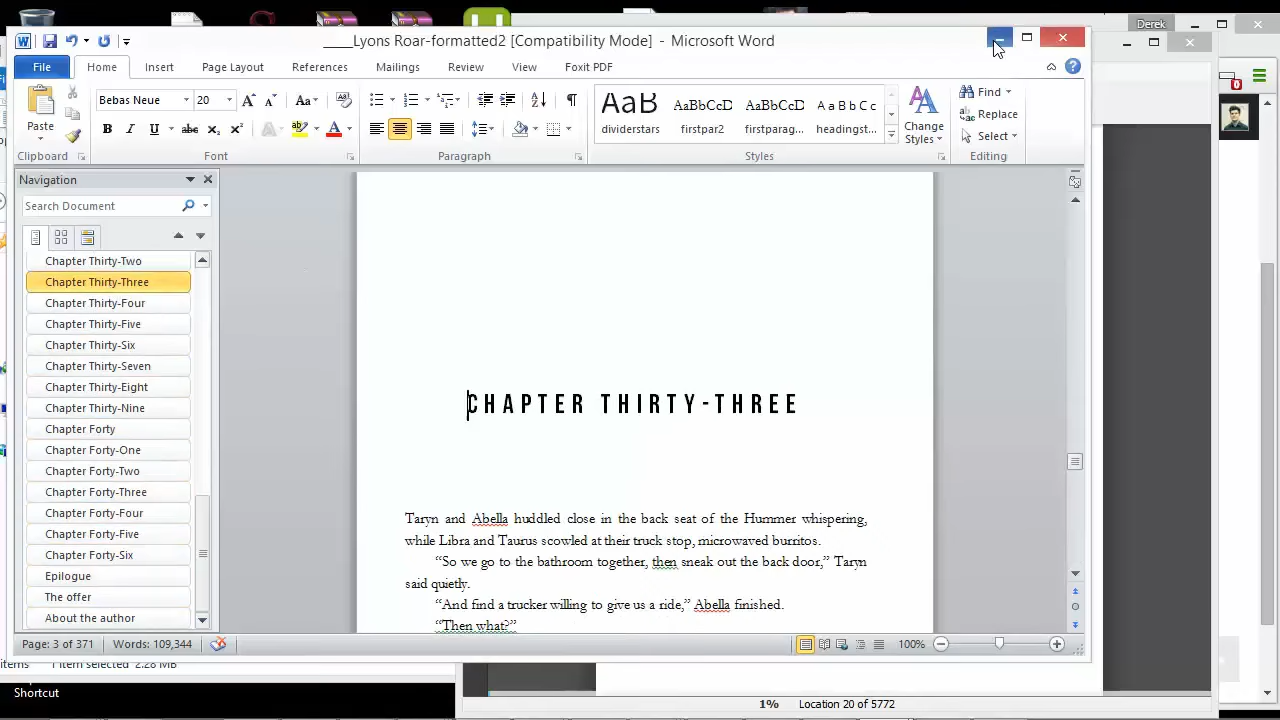 Derek
____Lyons Roar-formatted2 [Compatibility Mode] - Microsoft Word
File Home Insert Page Layout References Mailings Review View Foxit PDF
Paste
Clipboard
Bebas Neue 20
Aa
B I U abc x₂ x²
Font
Paragraph
AaB AaBbCcD AaBbCcD AaBbCc
dividerstars firstpar2 firstparag... headingst...
Styles
Change Styles
Find
Replace
Select
Editing
0
Navigation
Search Document
Chapter Thirty-Two
Chapter Thirty-Three
Chapter Thirty-Four
Chapter Thirty-Five
Chapter Thirty-Six
Chapter Thirty-Seven
Chapter Thirty-Eight
Chapter Thirty-Nine
Chapter Forty
Chapter Forty-One
Chapter Forty-Two
Chapter Forty-Three
Chapter Forty-Four
Chapter Forty-Five
Chapter Forty-Six
Epilogue
The offer
About the author
CHAPTER THIRTY-THREE
Taryn and Abella huddled close in the back seat of the Hummer whispering,
while Libra and Taurus scowled at their truck stop, microwaved burritos.
“So we go to the bathroom together, then sneak out the back door,” Taryn
said quietly.
“And find a trucker willing to give us a ride,” Abella finished.
“Then what?”
Page: 3 of 371 Words: 109,344 100%
items 1 item selected 2.28 MB
Shortcut
1% Location 20 of 5772